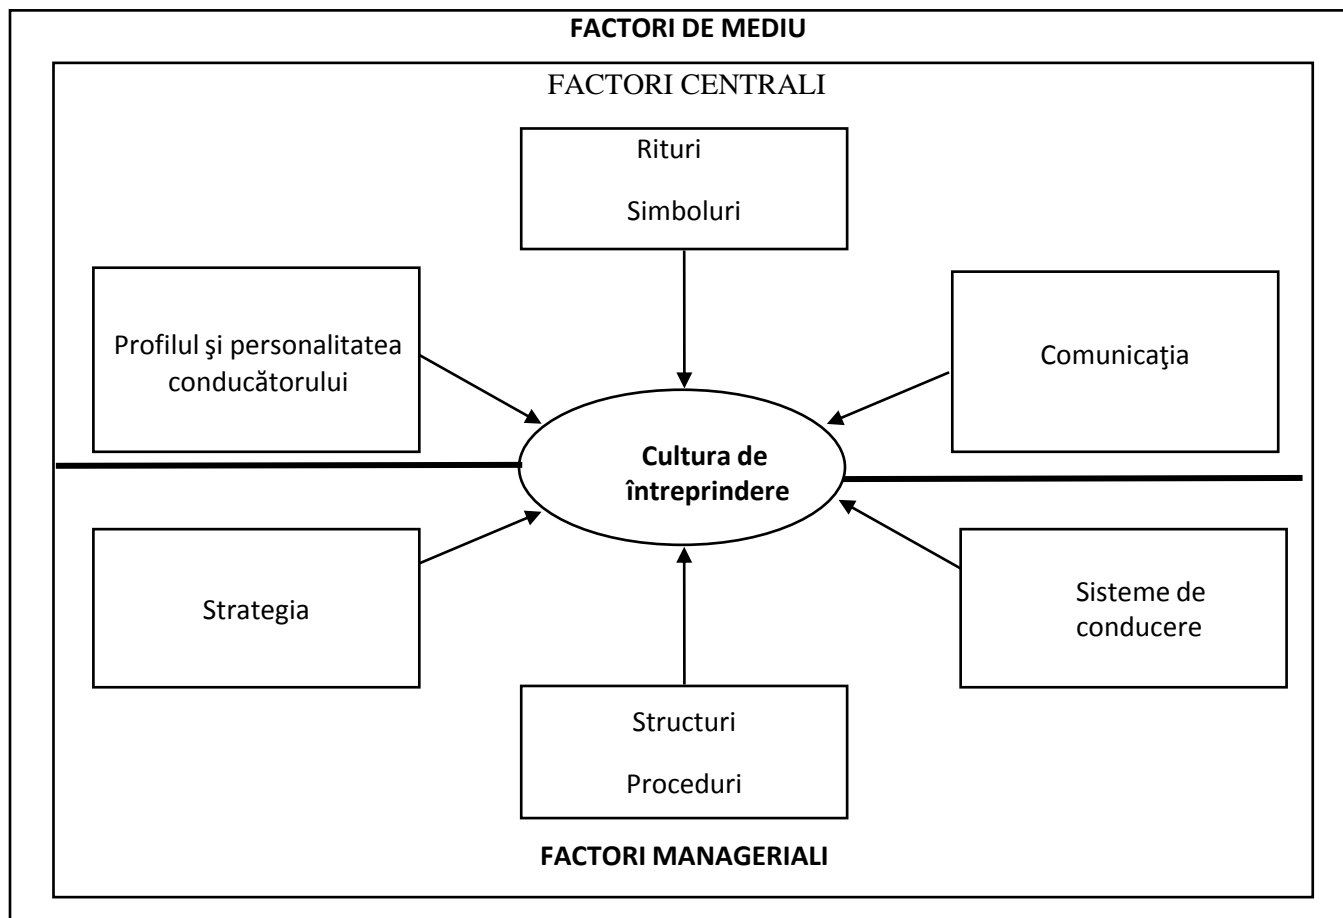 FACTORI DE MEDIU
FACTORI CENTRALI
Rituri
Simboluri
Profilul şi personalitatea
conducătorului
Comunicaţia
Cultura de
întreprindere
Strategia
Sisteme de
conducere
Structuri
Proceduri
FACTORI MANAGERIALI